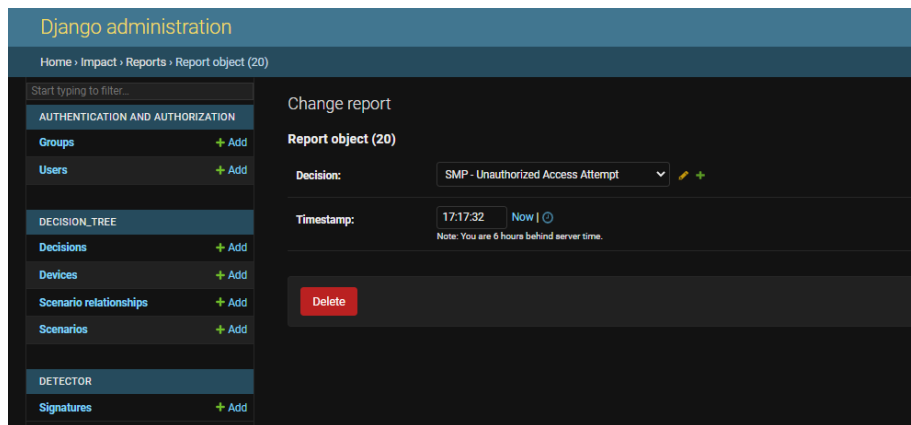 Django administration
Home › Impact › Reports › Report object (20)
Start typing to filter...
AUTHENTICATION AND AUTHORIZATION
Groups + Add
Users + Add
DECISION_TREE
Decisions + Add
Devices + Add
Scenario relationships + Add
Scenarios + Add
DETECTOR
Signatures + Add
Change report
Report object (20)
Decision: SMP - Unauthorized Access Attempt
Timestamp: 17:17:32 Now |
Note: You are 6 hours behind server time.
Delete